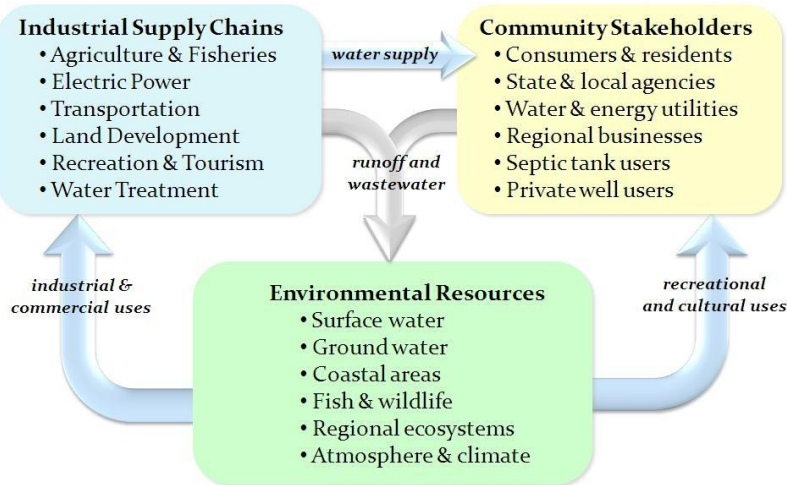 Industrial Supply Chains
• Agriculture & Fisheries
• Electric Power
• Transportation
• Land Development
• Recreation & Tourism
• Water Treatment
water supply
Community Stakeholders
• Consumers & residents
• State & local agencies
• Water & energy utilities
• Regional businesses
• Septic tank users
• Private well users
runoff and
wastewater
industrial &
commercial uses
recreational
and cultural uses
Environmental Resources
• Surface water
• Ground water
• Coastal areas
• Fish & wildlife
• Regional ecosystems
• Atmosphere & climate